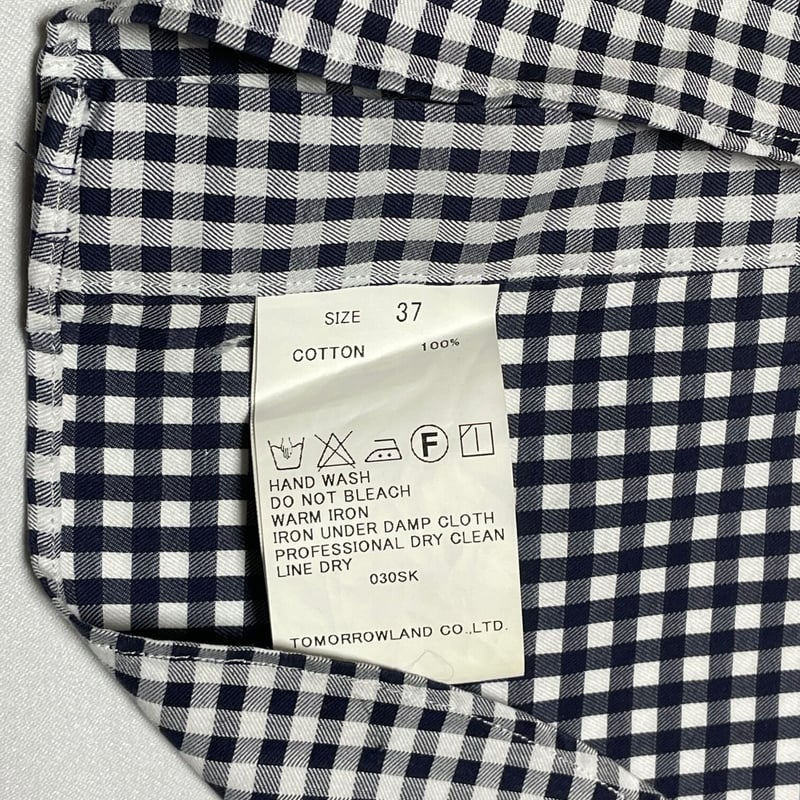 SIZE 37
COTTON 100%
F
HAND WASH
DO NOT BLEACH
WARM IRON
IRON UNDER DAMP CLOTH
PROFESSIONAL DRY CLEAN
LINE DRY
030SK
TOMORROWLAND CO.,LTD.